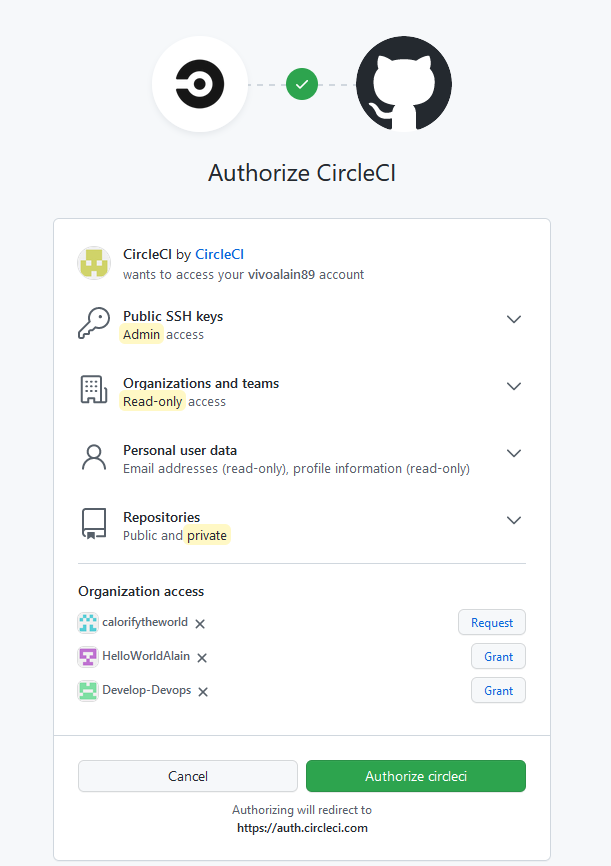 Authorize CircleCI
CircleCI by CircleCI
wants to access your vivoalain89 account
Public SSH keys
Admin access
Organizations and teams
Read-only access
Personal user data
Email addresses (read-only), profile information (read-only)
Repositories
Public and private
Organization access
calorifytheworld Request
HelloWorldAlain Grant
Develop-Devops Grant
Cancel Authorize circleci
Authorizing will redirect to
https://auth.circleci.com